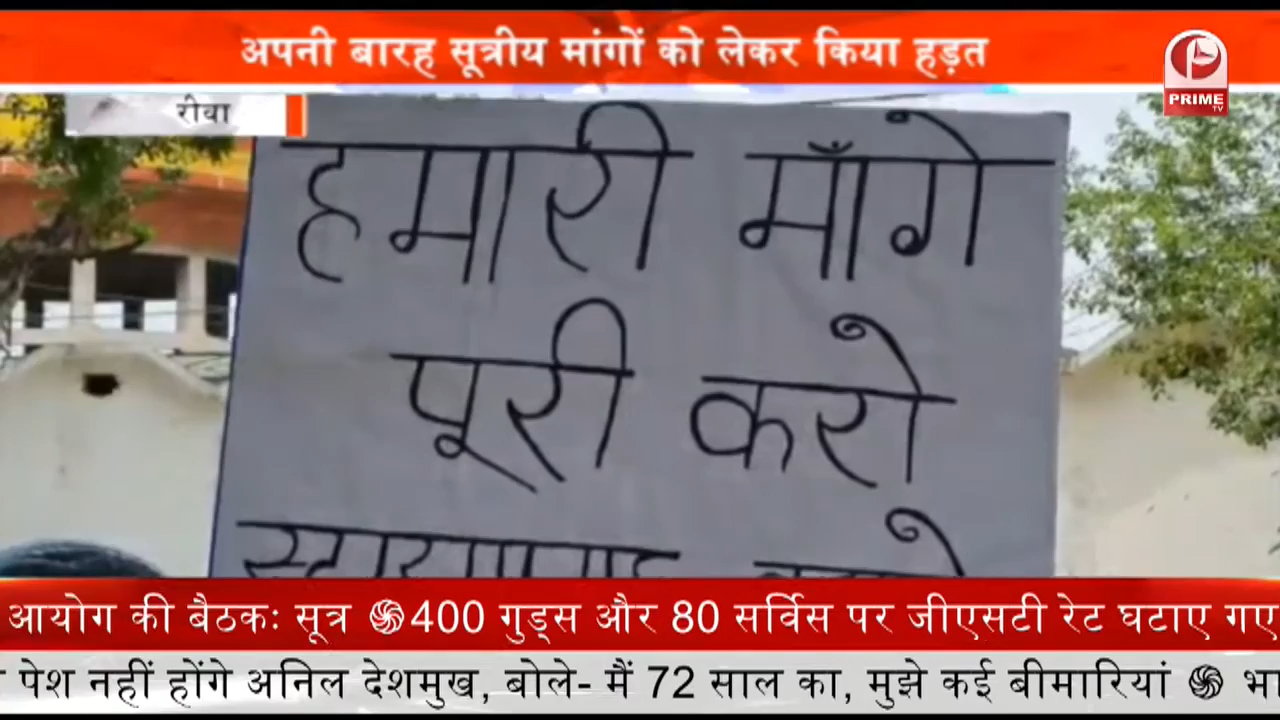 अपनी बारह सूत्रीय मांगों को लेकर किया हड़त
PRIME
TV
रीवा
हमारी माँगे
पूरी करो
आयोग की बैठकः सूत्र 400 गुड्स और 80 सर्विस पर जीएसटी रेट घटाए गए
पेश नहीं होंगे अनिल देशमुख, बोले- मैं 72 साल का, मुझे कई बीमारियां भा